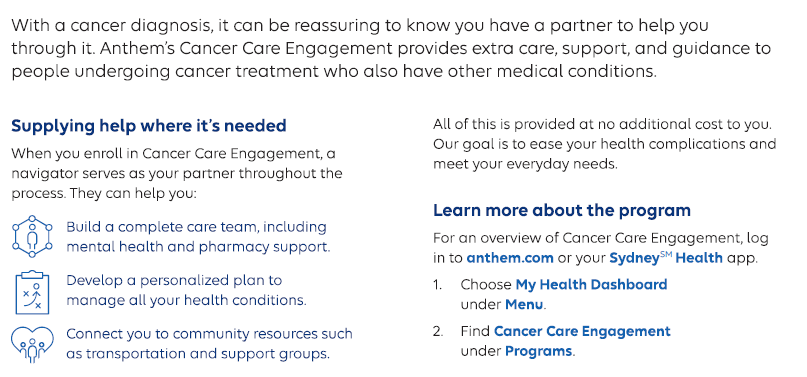 With a cancer diagnosis, it can be reassuring to know you have a partner to help you
through it. Anthem's Cancer Care Engagement provides extra care, support, and guidance to
people undergoing cancer treatment who also have other medical conditions.
Supplying help where it's needed
When you enroll in Cancer Care Engagement, a
navigator serves as your partner throughout the
process. They can help you:
Build a complete care team, including
mental health and pharmacy support.
Develop a personalized plan to
manage all your health conditions.
Connect you to community resources such
as transportation and support groups.
All of this is provided at no additional cost to you.
Our goal is to ease your health complications and
meet your everyday needs.
Learn more about the program
For an overview of Cancer Care Engagement, log
in to anthem.com or your Sydney℠ Health app.
1. Choose My Health Dashboard
under Menu.
2. Find Cancer Care Engagement
under Programs.